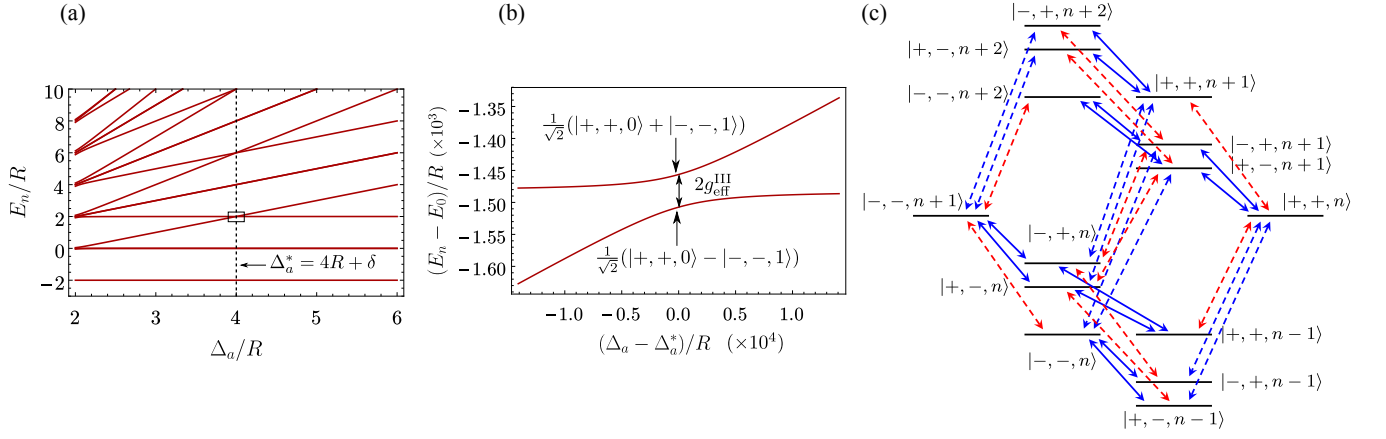 (a)
10
8
6
4
2
0
−2
E_n/R
2
3
4
5
6
Δ_a/R
Δ_a^* = 4R + δ
(b)
−1.35
−1.40
−1.45
−1.50
−1.55
−1.60
(E_n − E_0)/R (×10^3)
1/√2(|+, +, 0⟩ + |−, −, 1⟩)
2g_eff^III
1/√2(|+, +, 0⟩ − |−, −, 1⟩)
−1.0
−0.5
0.0
0.5
1.0
(Δ_a − Δ_a^*)/R (×10^4)
(c)
|−, +, n+2⟩
|+, −, n+2⟩
|−, −, n+2⟩
|+, +, n+1⟩
|−, +, n+1⟩
|+, −, n+1⟩
|−, −, n+1⟩
|+, +, n⟩
|−, +, n⟩
|+, −, n⟩
|−, −, n⟩
|+, +, n−1⟩
|−, +, n−1⟩
|+, −, n−1⟩